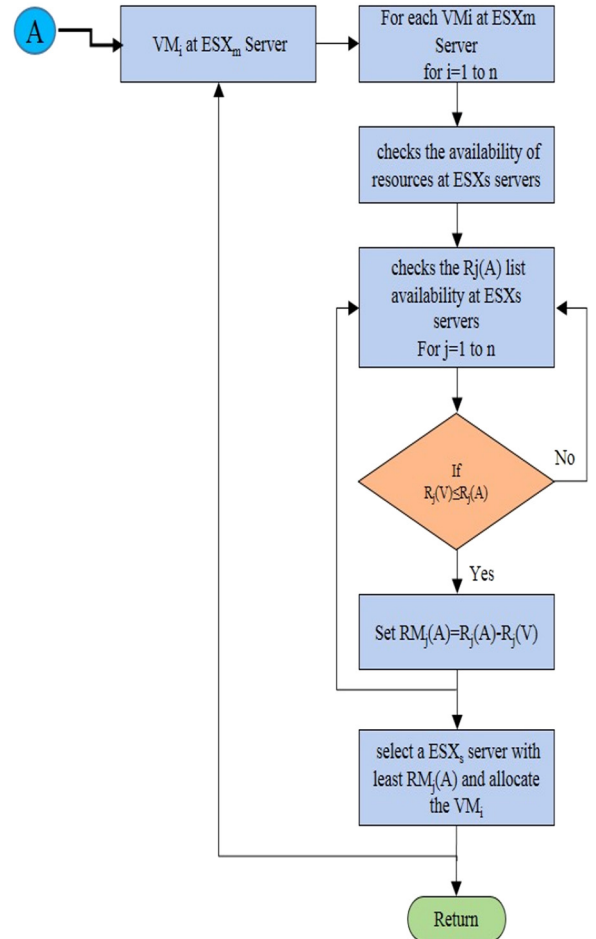 A
VMi at ESXm Server
For each VMi at ESXm
Server
for i=1 to n
checks the availability of
resources at ESXs servers
checks the Rj(A) list
availability at ESXs
servers
For j=1 to n
If
Rj(V)≤Rj(A)
No
Yes
Set RMj(A)=Rj(A)-Rj(V)
select a ESXs server with
least RMj(A) and allocate
the VMi
Return